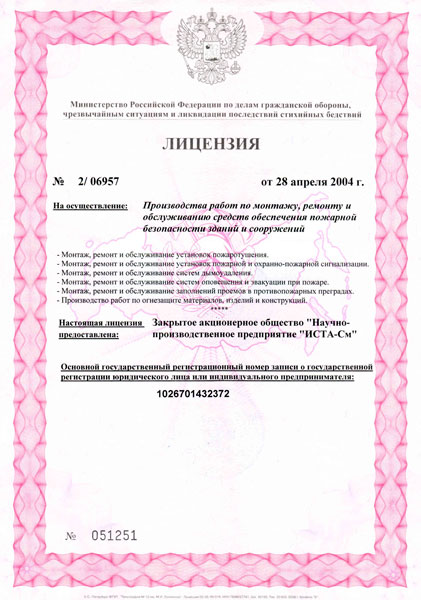 Министерство Российской Федерации по делам гражданской обороны,
чрезвычайным ситуациям и ликвидации последствий стихийных бедствий
ЛИЦЕНЗИЯ
№ 2/ 06957 от 28 апреля 2004 г.
На осуществление: Производства работ по монтажу, ремонту и
обслуживанию средств обеспечения пожарной
безопасности зданий и сооружений
- Монтаж, ремонт и обслуживание установок пожаротушения.
- Монтаж, ремонт и обслуживание установок пожарной и охранно-пожарной сигнализации.
- Монтаж, ремонт и обслуживание систем дымоудаления.
- Монтаж, ремонт и обслуживание систем оповещения и эвакуации при пожаре.
- Монтаж, ремонт и обслуживание заполнений проемов в противопожарных преградах.
- Производство работ по огнезащите материалов, изделий и конструкций.
*****
Настоящая лицензия Закрытое акционерное общество "Научно-
предоставлена: производственное предприятие "ИСТА-См"
Основной государственный регистрационный номер записи о государственной
регистрации юридического лица или индивидуального предпринимателя:
1026701432372
№ 051251